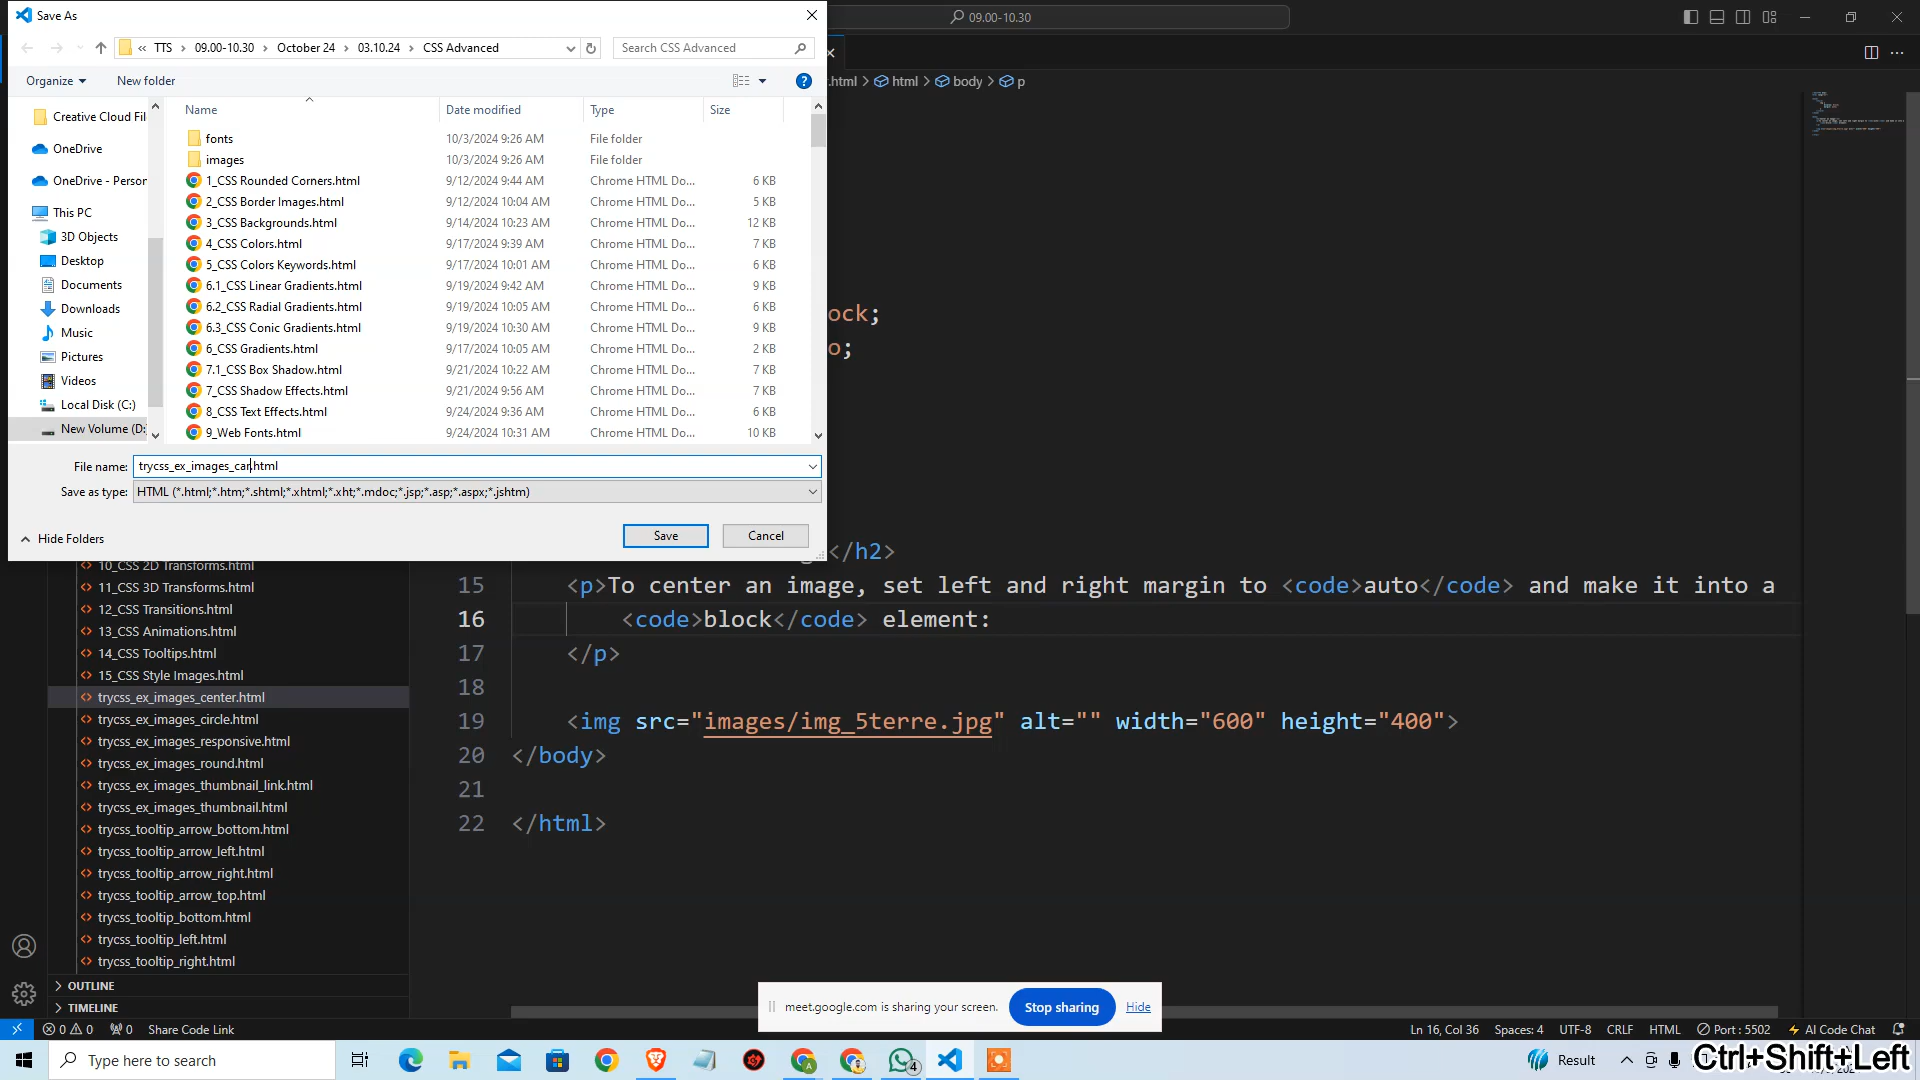 Save As
09.00-10.30
« TTS > 09.00-10.30 > October 24 > 03.10.24 > CSS Advanced
Search CSS Advanced
Organize
New folder
.html > html > body > p
Name
Date modified
Type
Size
Creative Cloud Fil
OneDrive
OneDrive - Person
This PC
3D Objects
Desktop
Documents
Downloads
Music
Pictures
Videos
Local Disk (C:)
New Volume (D:
fonts 10/3/2024 9:26 AM File folder
images 10/3/2024 9:26 AM File folder
1_CSS Rounded Corners.html 9/12/2024 9:44 AM Chrome HTML Do... 6 KB
2_CSS Border Images.html 9/12/2024 10:04 AM Chrome HTML Do... 5 KB
3_CSS Backgrounds.html 9/14/2024 10:23 AM Chrome HTML Do... 12 KB
4_CSS Colors.html 9/17/2024 9:39 AM Chrome HTML Do... 7 KB
5_CSS Colors Keywords.html 9/17/2024 10:01 AM Chrome HTML Do... 6 KB
6.1_CSS Linear Gradients.html 9/19/2024 9:42 AM Chrome HTML Do... 9 KB
6.2_CSS Radial Gradients.html 9/19/2024 10:05 AM Chrome HTML Do... 6 KB
6.3_CSS Conic Gradients.html 9/19/2024 10:30 AM Chrome HTML Do... 9 KB
6_CSS Gradients.html 9/17/2024 10:05 AM Chrome HTML Do... 2 KB
7.1_CSS Box Shadow.html 9/21/2024 10:22 AM Chrome HTML Do... 7 KB
7_CSS Shadow Effects.html 9/21/2024 9:56 AM Chrome HTML Do... 7 KB
8_CSS Text Effects.html 9/24/2024 9:36 AM Chrome HTML Do... 6 KB
9_Web Fonts.html 9/24/2024 10:31 AM Chrome HTML Do... 10 KB
File name: trycss_ex_images_car.html
Save as type: HTML (*.html;*.htm;*.shtml;*.xhtml;*.xht;*.mdoc;*.jsp;*.asp;*.aspx;*.jshtm)
Hide Folders
Save
Cancel
ock;
o;
</h2>
15 <p>To center an image, set left and right margin to <code>auto</code> and make it into a
16 <code>block</code> element:
17 </p>
18
19 <img src="images/img_5terre.jpg" alt="" width="600" height="400">
20 </body>
21
22 </html>
10_CSS 2D Transforms.html
11_CSS 3D Transforms.html
12_CSS Transitions.html
13_CSS Animations.html
14_CSS Tooltips.html
15_CSS Style Images.html
trycss_ex_images_center.html
trycss_ex_images_circle.html
trycss_ex_images_responsive.html
trycss_ex_images_round.html
trycss_ex_images_thumbnail_link.html
trycss_ex_images_thumbnail.html
trycss_tooltip_arrow_bottom.html
trycss_tooltip_arrow_left.html
trycss_tooltip_arrow_right.html
trycss_tooltip_arrow_top.html
trycss_tooltip_bottom.html
trycss_tooltip_left.html
trycss_tooltip_right.html
OUTLINE
TIMELINE
meet.google.com is sharing your screen.
Stop sharing
Hide
0 0
0
Share Code Link
Ln 16, Col 36
Spaces: 4
UTF-8
CRLF
HTML
Port : 5502
AI Code Chat
Type here to search
4
Result
Ctrl+Shift+Left